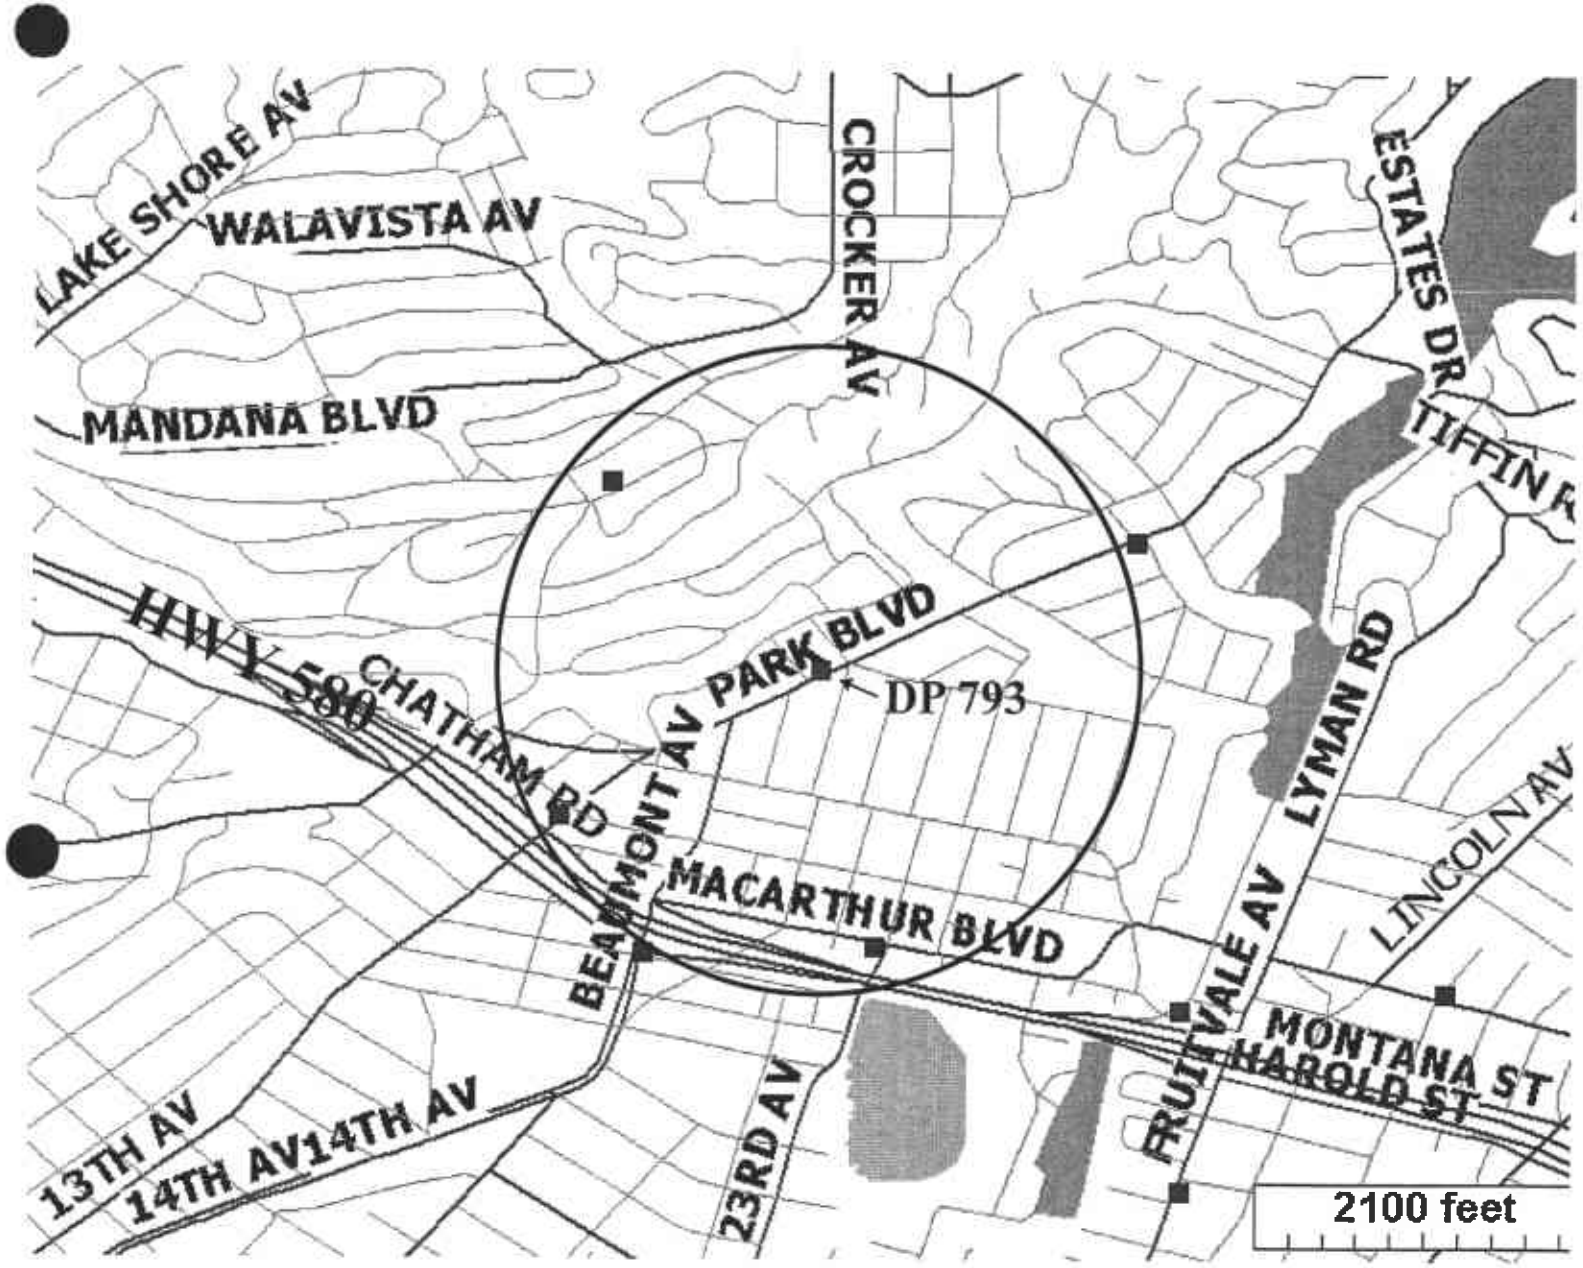 LAKE SHORE AV
WALAVISTA AV
CROCKER AV
ESTATES DR
MANDANA BLVD
TIFFIN R
HWY 580
CHATHAM RD
PARK BLVD
DP 793
BEAUMONT AV
LYMAN RD
LINCOLN AV
MACARTHUR BLVD
FRUITVALE AV
MONTANA ST
HAROLD ST
13TH AV
14TH AV14TH AV
23RD AV
2100 feet